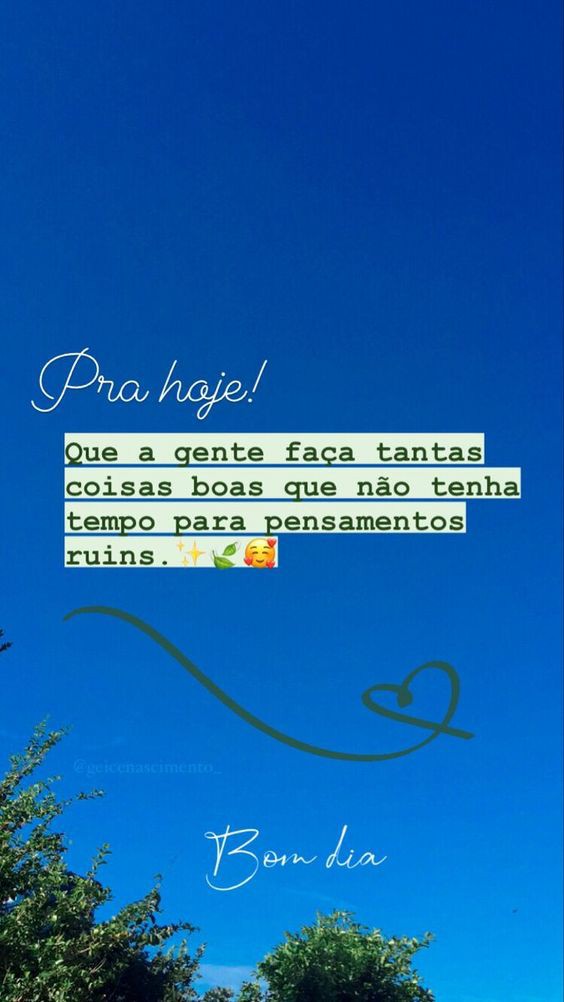 Pra hoje!
Que a gente faça tantas
coisas boas que não tenha
tempo para pensamentos
ruins.✨🌿🥰
@geicenascimento_
Bom dia